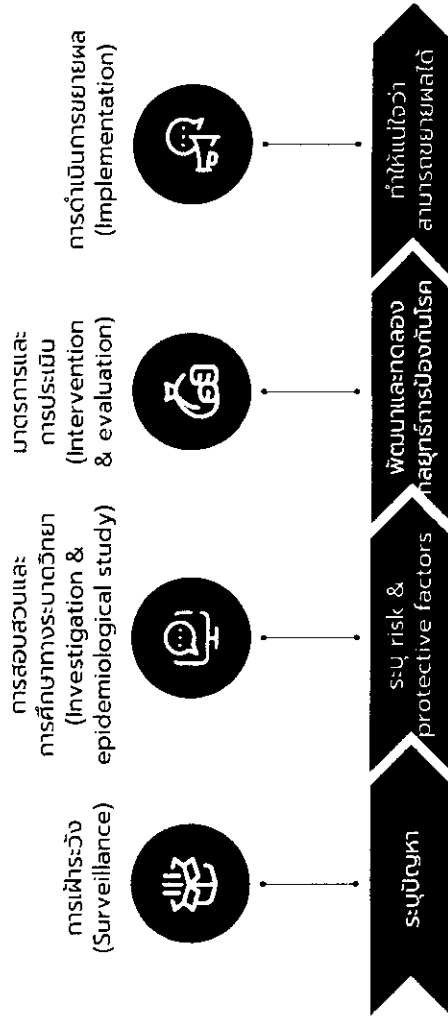 การเฝ้าระวัง
(Surveillance)
ระบุปัญหา
การสอบสวนและ
การศึกษาทางระบาดวิทยา
(Investigation &
epidemiological study)
ระบุ risk &
protective factors
มาตรการและ
การประเมิน
(Intervention
& evaluation)
พัฒนาและทดลอง
กลยุทธ์การป้องกันโรค
การดำเนินการขยายผล
(Implementation)
ทำให้แน่ใจว่า
สามารถขยายผลได้